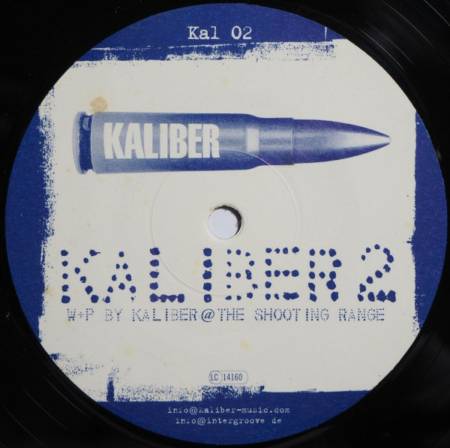 Kal 02
KALIBER
KALIBER 2
W+P BY KALIBER @ THE SHOOTING RANGE
LC 14160
info@kaliber-music.com
info@intergroove de